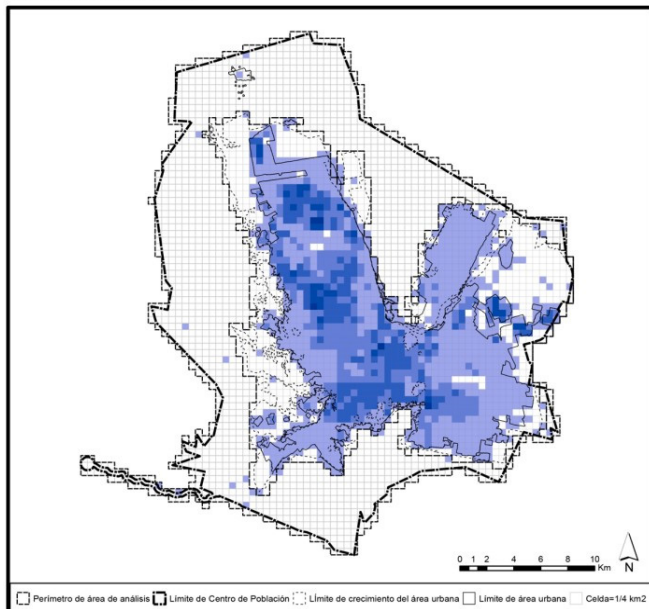 0 1 2 4 6 8 10
Km
N
Perímetro de área de análisis Límite de Centro de Población Límite de crecimiento del área urbana Límite de área urbana Celda=1/4 km2